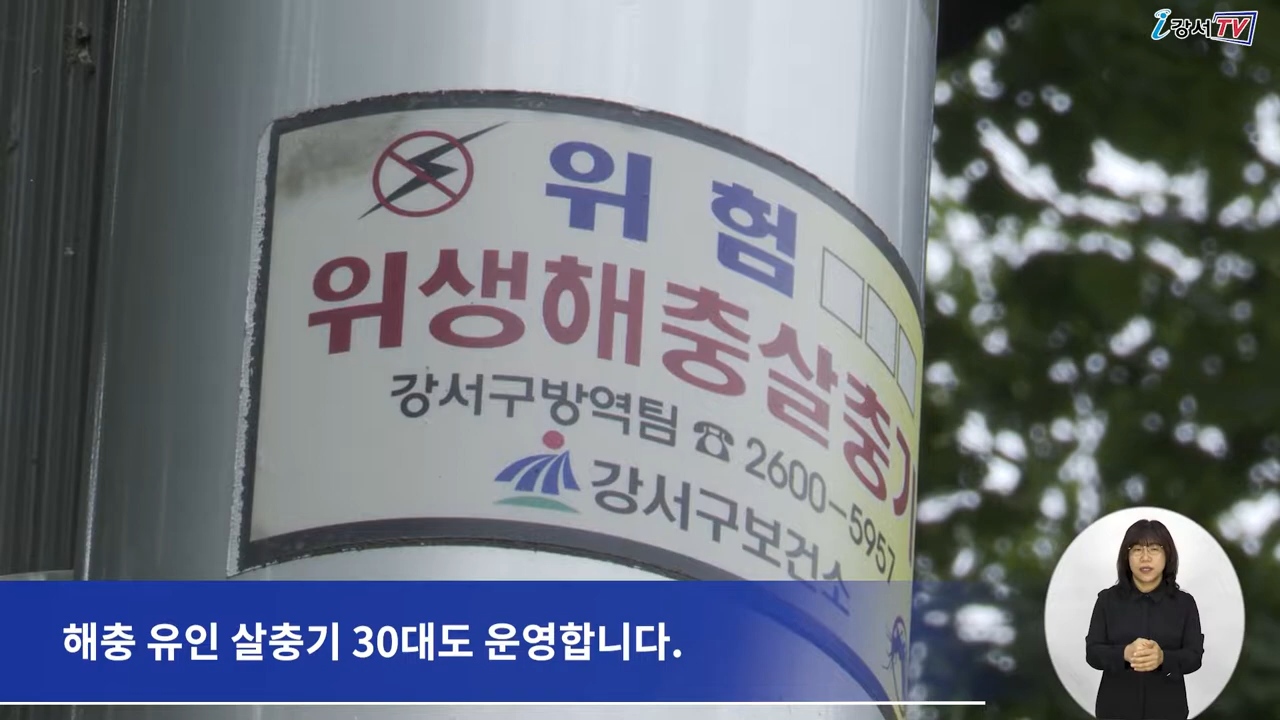 i강서TV
위 험
위생해충살충기
강서구방역팀 ☎ 2600-5957
강서구보건소
해충 유인 살충기 30대도 운영합니다.